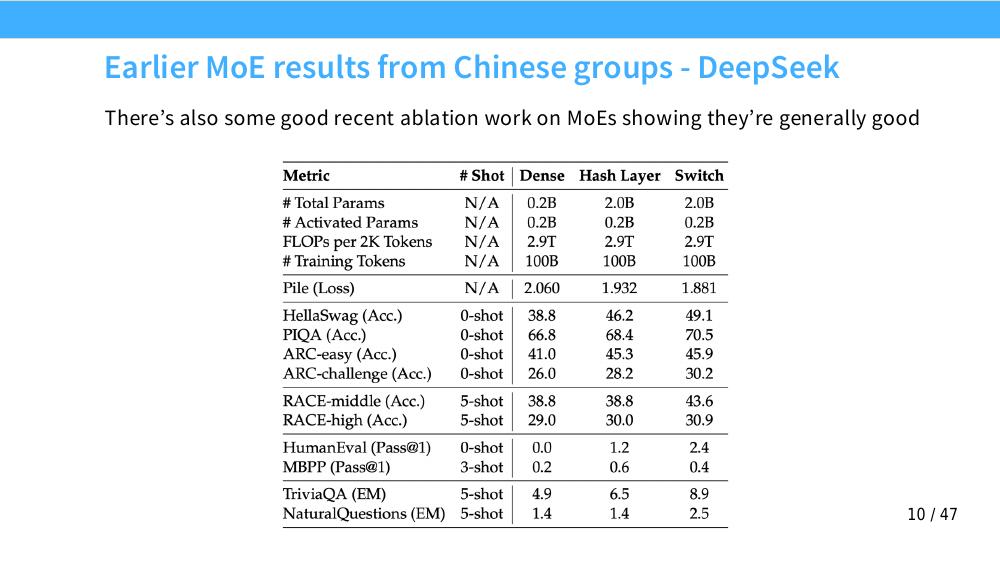 Earlier MoE results from Chinese groups - DeepSeek
There's also some good recent ablation work on MoEs showing they're generally good
Metric # Shot Dense Hash Layer Switch
# Total Params N/A 0.2B 2.0B 2.0B
# Activated Params N/A 0.2B 0.2B 0.2B
FLOPs per 2K Tokens N/A 2.9T 2.9T 2.9T
# Training Tokens N/A 100B 100B 100B
Pile (Loss) N/A 2.060 1.932 1.881
HellaSwag (Acc.) 0-shot 38.8 46.2 49.1
PIQA (Acc.) 0-shot 66.8 68.4 70.5
ARC-easy (Acc.) 0-shot 41.0 45.3 45.9
ARC-challenge (Acc.) 0-shot 26.0 28.2 30.2
RACE-middle (Acc.) 5-shot 38.8 38.8 43.6
RACE-high (Acc.) 5-shot 29.0 30.0 30.9
HumanEval (Pass@1) 0-shot 0.0 1.2 2.4
MBPP (Pass@1) 3-shot 0.2 0.6 0.4
TriviaQA (EM) 5-shot 4.9 6.5 8.9
NaturalQuestions (EM) 5-shot 1.4 1.4 2.5
10 / 47